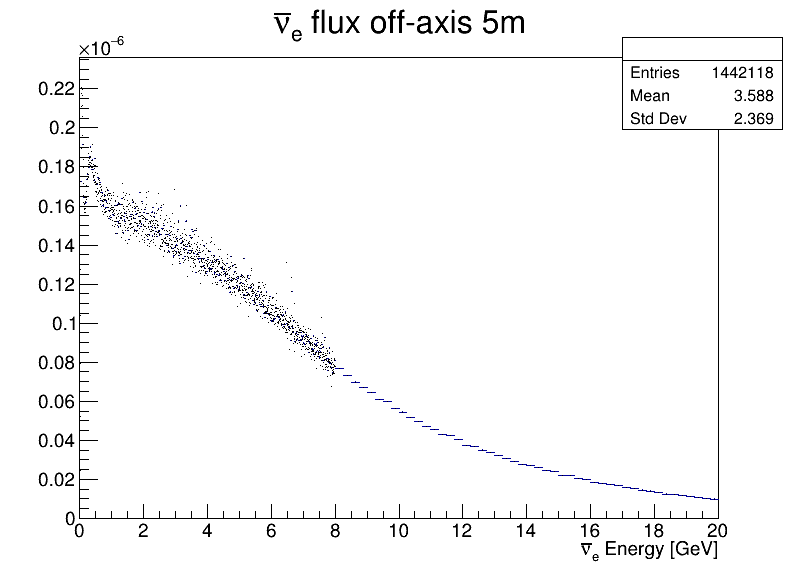 ν̅e flux off-axis 5m
×10−6
Entries 1442118
Mean 3.588
Std Dev 2.369
0.22
0.2
0.18
0.16
0.14
0.12
0.1
0.08
0.06
0.04
0.02
0
0 2 4 6 8 10 12 14 16 18 20
ν̅e Energy [GeV]